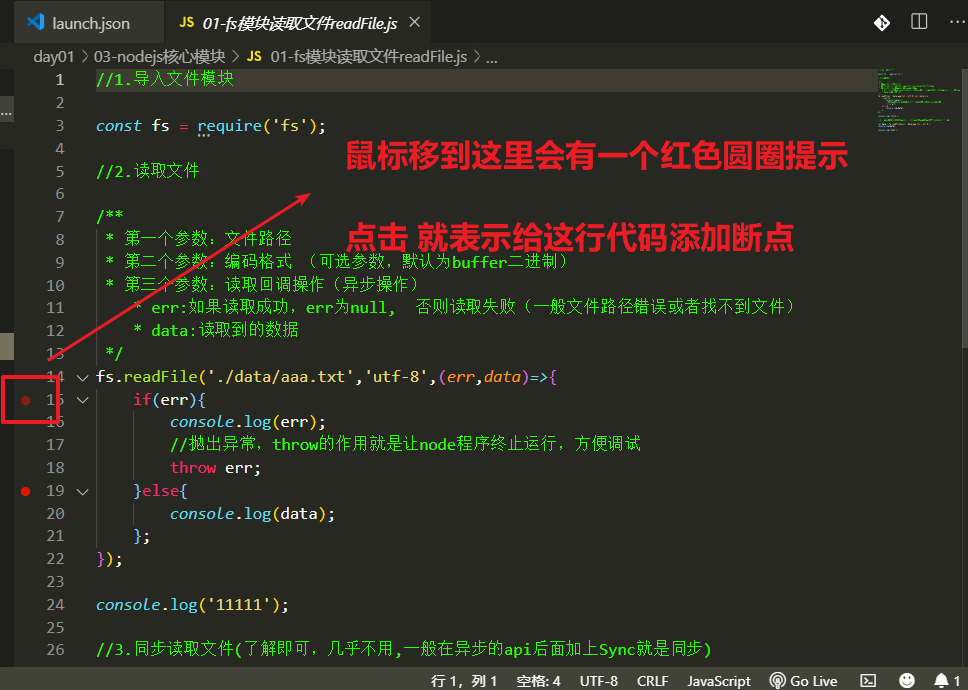 launch.json
JS 01-fs模块读取文件readFile.js
day01 > 03-nodejs核心模块 > JS 01-fs模块读取文件readFile.js > ...
1 //1.导入文件模块
2
3 const fs = require('fs');
4
鼠标移到这里会有一个红色圆圈提示
5 //2.读取文件
6
7 /**
点击 就表示给这行代码添加断点
8 * 第一个参数：文件路径
9 * 第二个参数：编码格式 （可选参数，默认为buffer二进制）
10 * 第三个参数：读取回调操作（异步操作）
11 * err:如果读取成功，err为null, 否则读取失败（一般文件路径错误或者找不到文件）
12 * data:读取到的数据
13 */
14 fs.readFile('./data/aaa.txt','utf-8',(err,data)=>{
15 if(err){
16 console.log(err);
17 //抛出异常，throw的作用就是让node程序终止运行，方便调试
18 throw err;
19 }else{
20 console.log(data);
21 };
22 });
23
24 console.log('11111');
25
26 //3.同步读取文件(了解即可，几乎不用,一般在异步的api后面加上Sync就是同步)
行 1，列 1 空格: 4 UTF-8 CRLF JavaScript Go Live 1